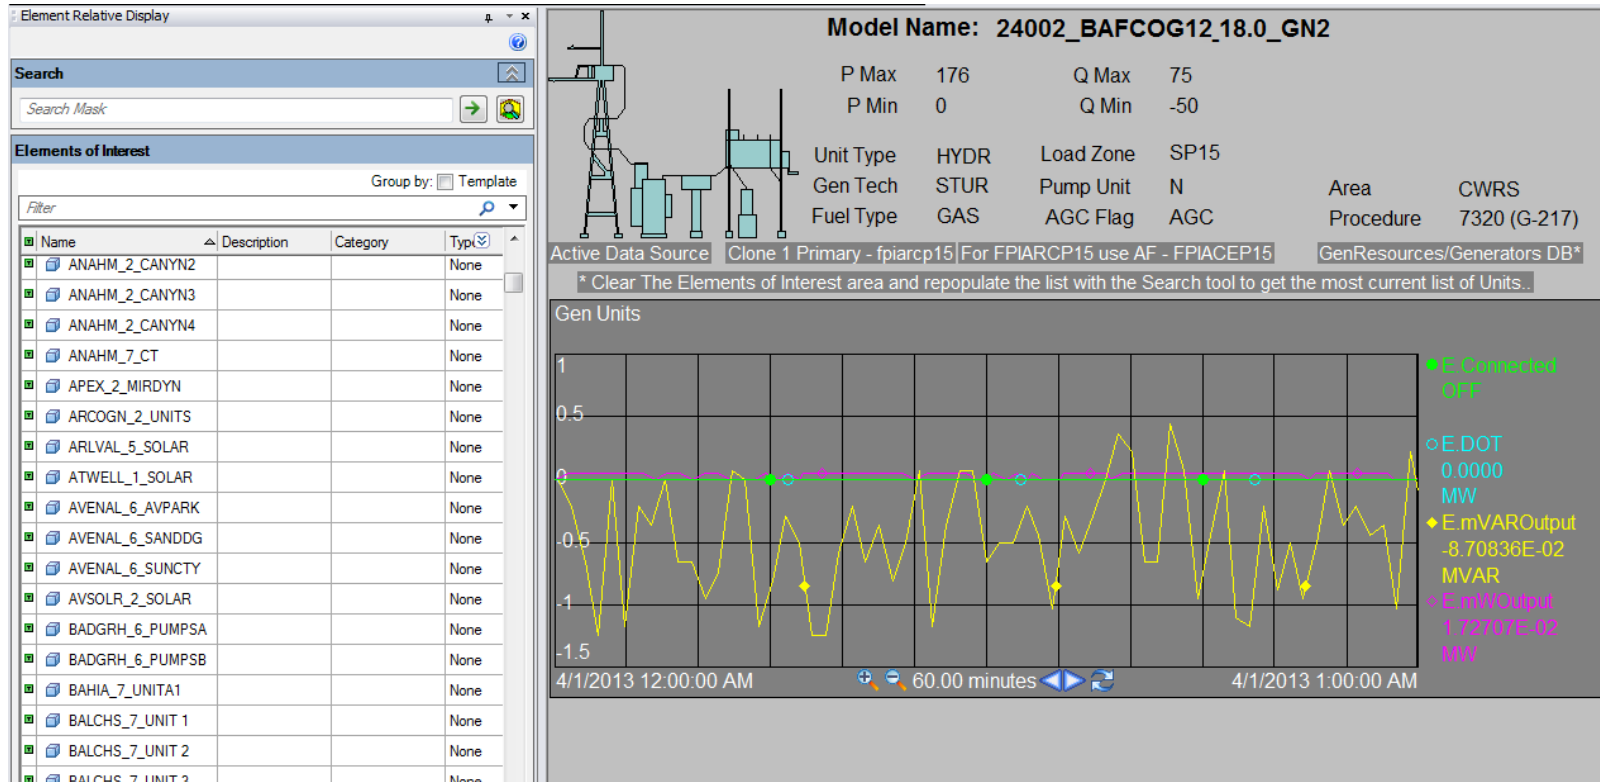 Element Relative Display
Search
Search Mask
Elements of Interest
Group by: Template
Filter
Name Description Category Type
ANAHM_2_CANYN2 None
ANAHM_2_CANYN3 None
ANAHM_2_CANYN4 None
ANAHM_7_CT None
APEX_2_MIRDYN None
ARCOGN_2_UNITS None
ARLVAL_5_SOLAR None
ATWELL_1_SOLAR None
AVENAL_6_AVPARK None
AVENAL_6_SANDDG None
AVENAL_6_SUNCTY None
AVSOLR_2_SOLAR None
BADGRH_6_PUMPSA None
BADGRH_6_PUMPSB None
BAHIA_7_UNITA1 None
BALCHS_7_UNIT 1 None
BALCHS_7_UNIT 2 None
BALCHS_7_UNIT 3 None
Model Name: 24002_BAFCOG12_18.0_GN2
P Max 176 Q Max 75
P Min 0 Q Min -50
Unit Type HYDR Load Zone SP15
Gen Tech STUR Pump Unit N Area CWRS
Fuel Type GAS AGC Flag AGC Procedure 7320 (G-217)
Active Data Source Clone 1 Primary - fpiarcp15 For FPIARCP15 use AF - FPIACEP15 GenResources/Generators DB*
* Clear The Elements of Interest area and repopulate the list with the Search tool to get the most current list of Units..
Gen Units
1
0.5
0
-0.5
-1
-1.5
E.Connected
OFF
E.DOT
0.0000
MW
E.mVAROutput
-8.70836E-02
MVAR
E.mWOutput
1.72707E-02
MW
4/1/2013 12:00:00 AM 60.00 minutes 4/1/2013 1:00:00 AM